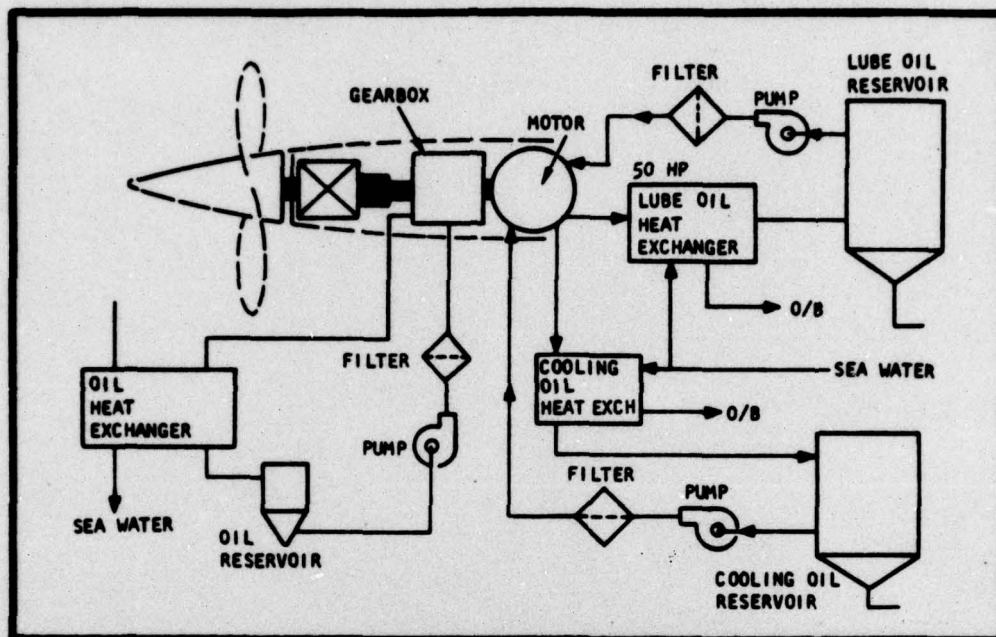 LUBE OIL
RESERVOIR
FILTER
PUMP
GEARBOX
MOTOR
50 HP
LUBE OIL
HEAT
EXCHANGER
O/B
FILTER
COOLING
OIL
HEAT EXCH
SEA WATER
O/B
OIL
HEAT
EXCHANGER
PUMP
FILTER
PUMP
SEA WATER
OIL
RESERVOIR
COOLING OIL
RESERVOIR